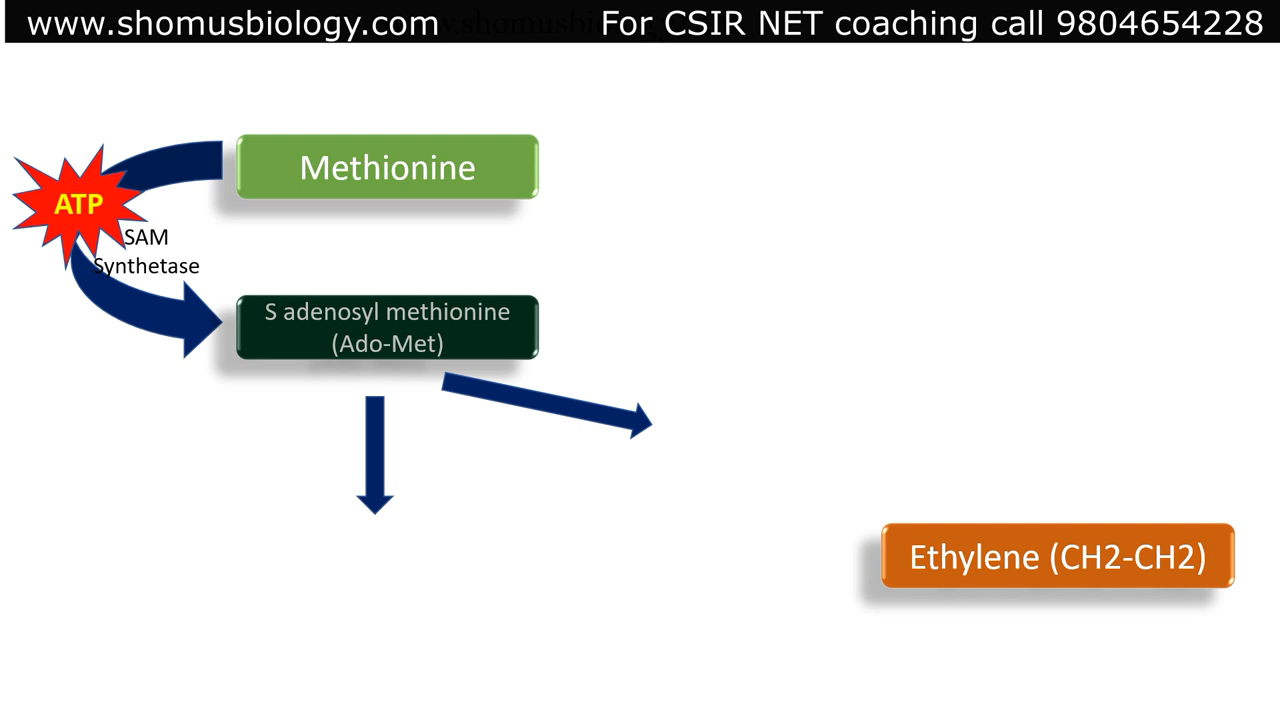 www.shomusbiology.com
For CSIR NET coaching call 9804654228
Methionine
ATP
SAM
Synthetase
S adenosyl methionine
(Ado-Met)
Ethylene (CH2-CH2)